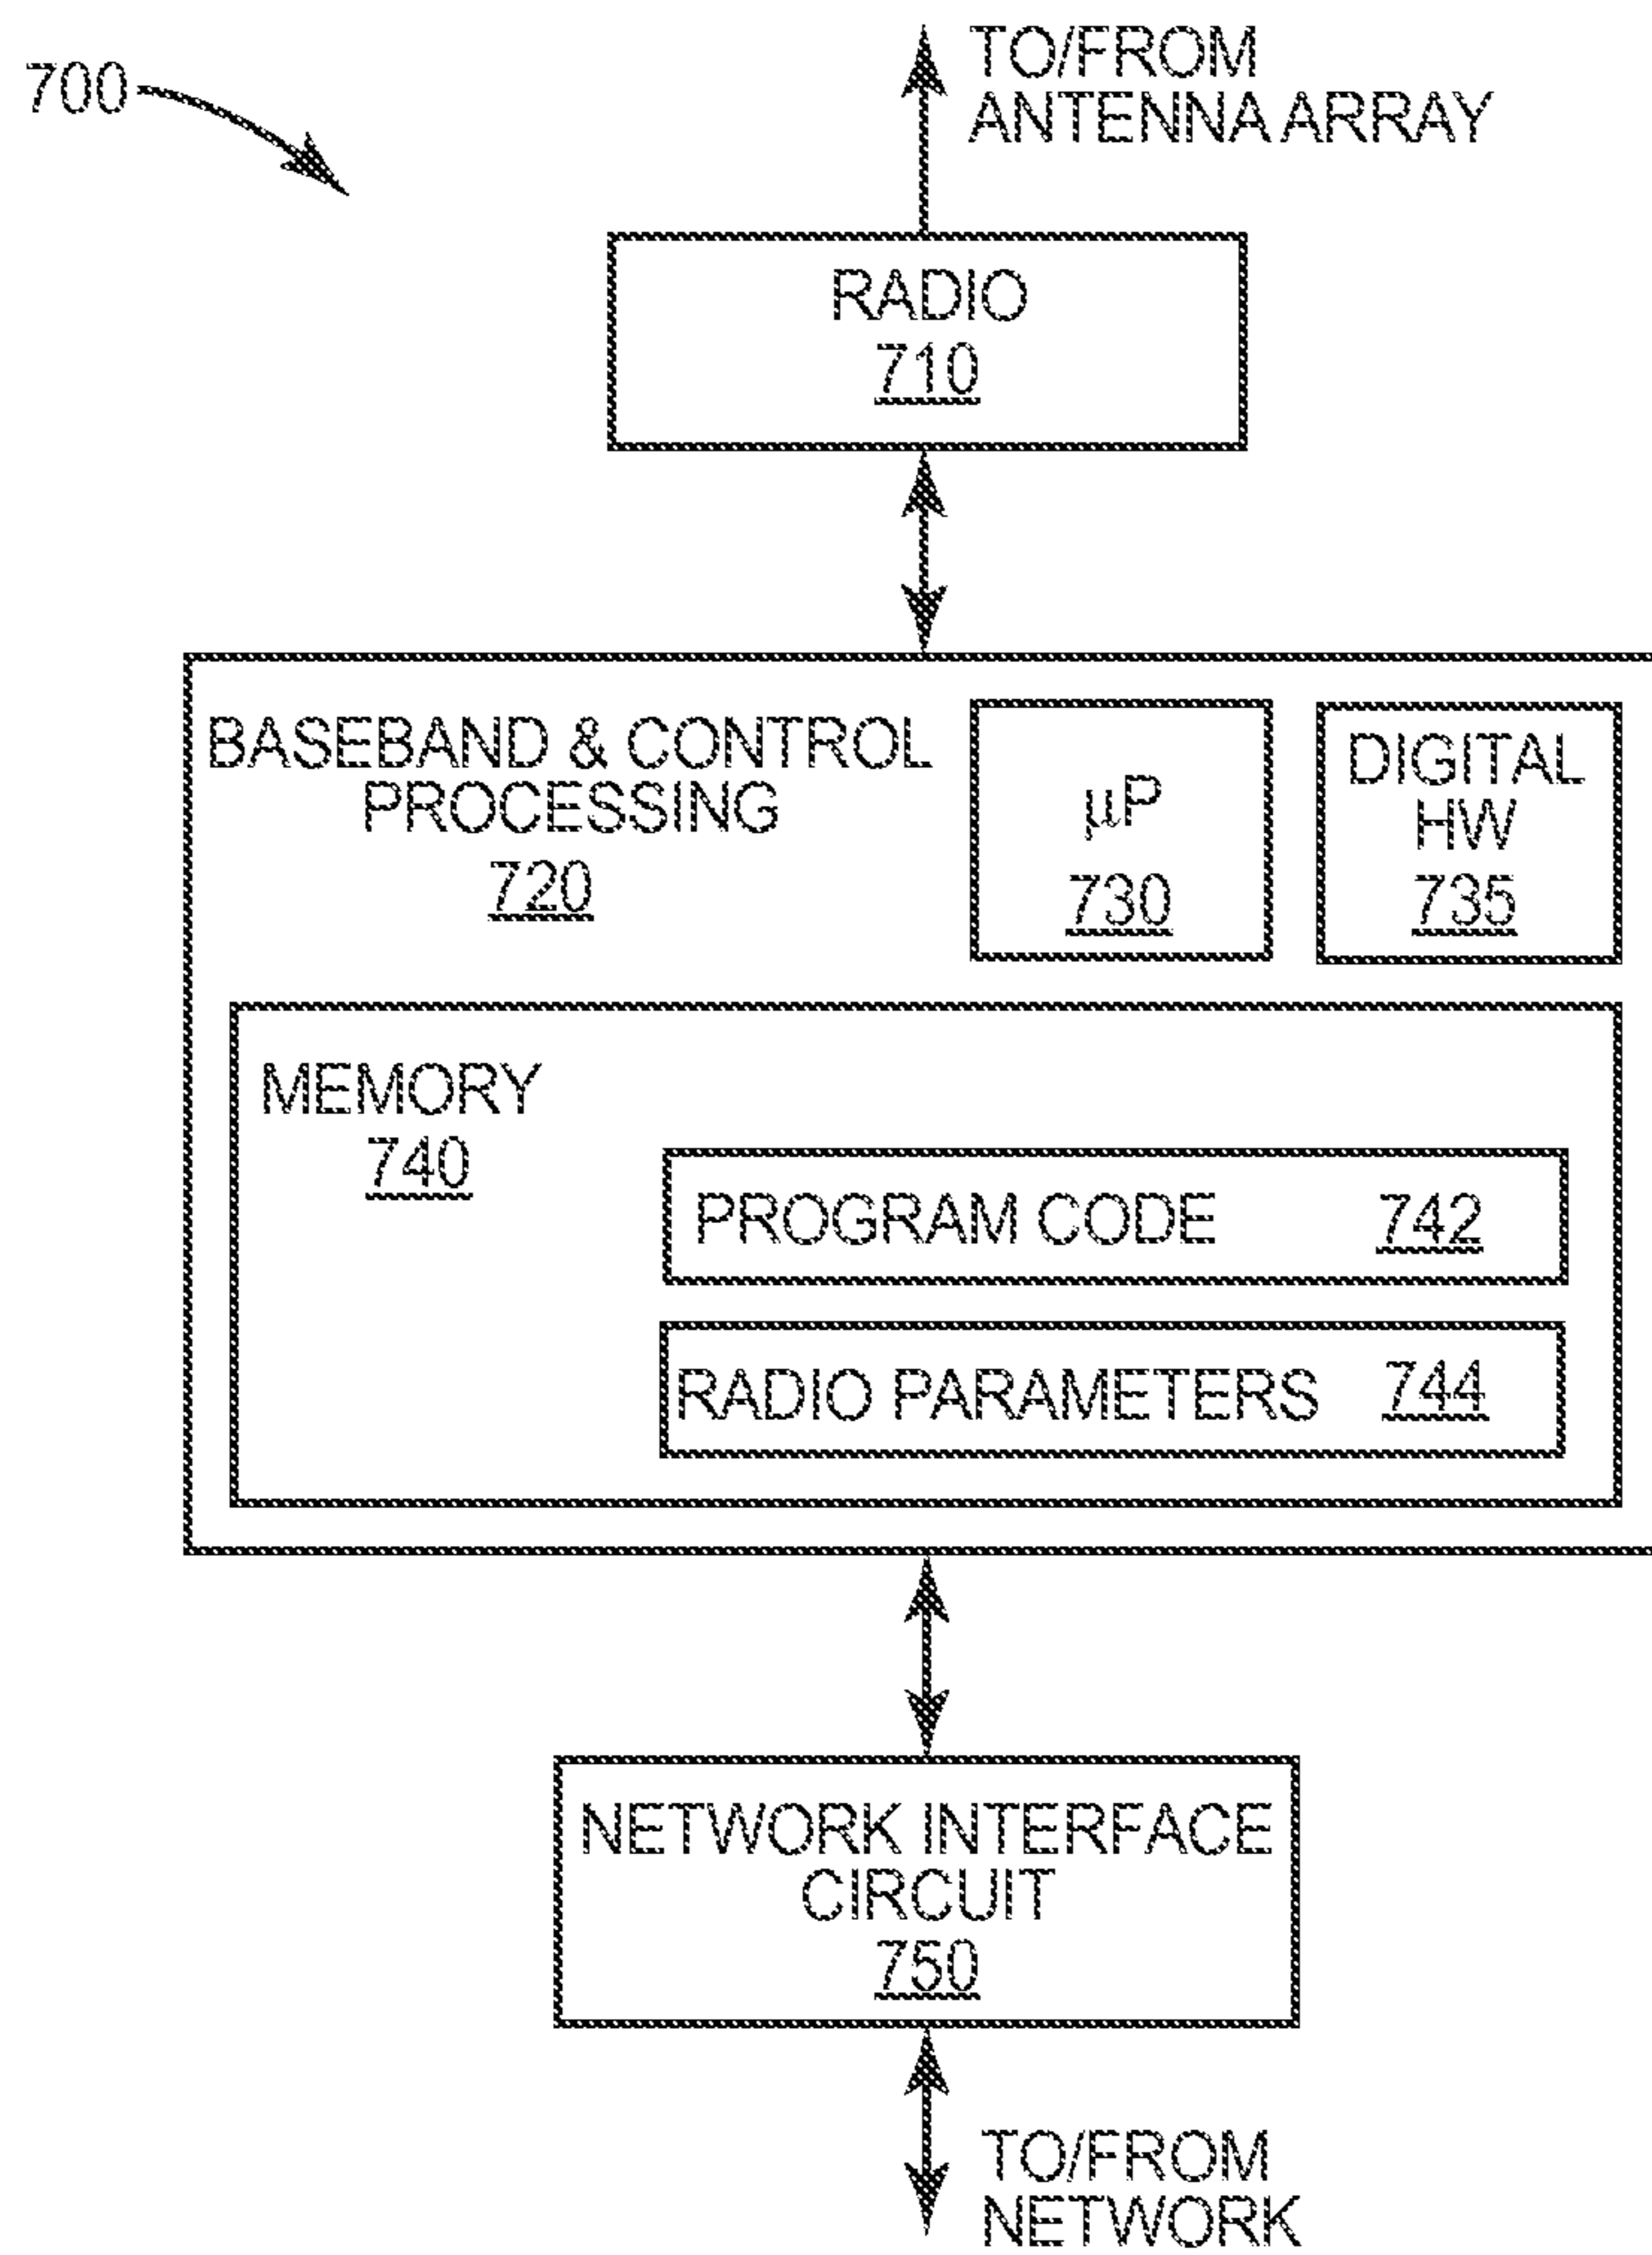 700
TO/FROM
ANTENNA ARRAY
RADIO
710
BASEBAND & CONTROL
PROCESSING
720
µP
730
DIGITAL
HW
735
MEMORY
740
PROGRAM CODE 742
RADIO PARAMETERS 744
NETWORK INTERFACE
CIRCUIT
750
TO/FROM
NETWORK